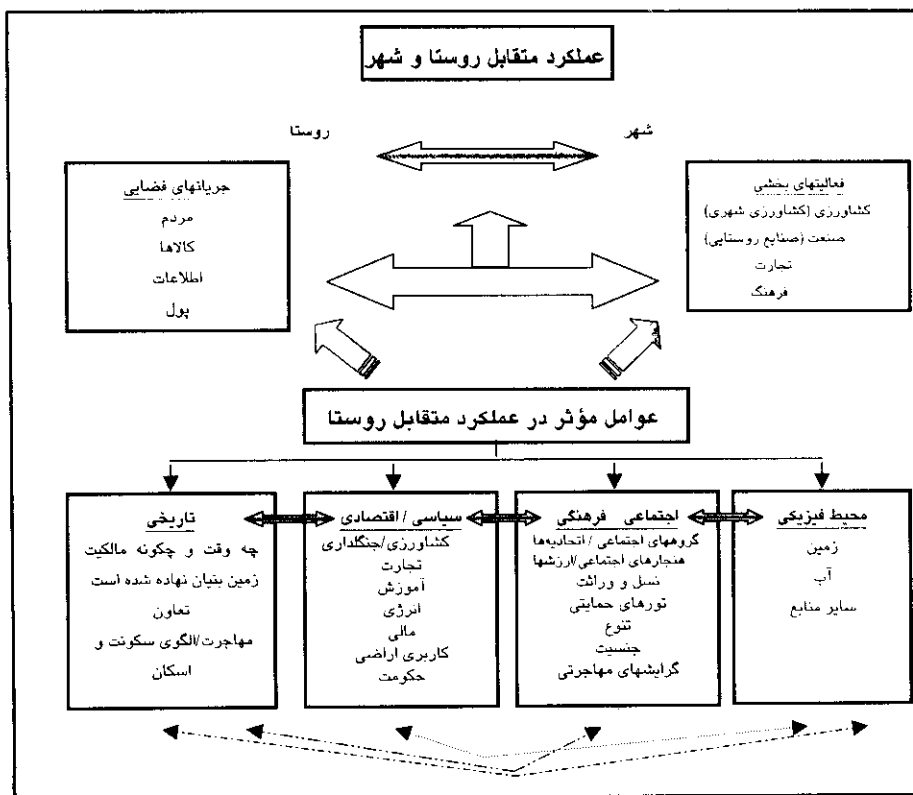 عملکرد متقابل روستا و شهر
شهر
روستا
فعالیتهای بخشی
کشاورزی (کشاورزی شهری)
صنعت (صنایع روستایی)
تجارت
فرهنگ
جریانهای فضایی
مردم
کالاها
اطلاعات
پول
عوامل مؤثر در عملکرد متقابل روستا
محیط فیزیکی
زمین
آب
سایر منابع
اجتماعی فرهنگی
گروههای اجتماعی / اتحادیه‌ها
هنجارهای اجتماعی/ارزشها
نسل و وراثت
تورهای حمایتی
تنوع
جنسیت
گرایشهای مهاجرتی
سیاسی / اقتصادی
کشاورزی/جنگلداری
تجارت
آموزش
انرژی
مالی
کاربری اراضی
حکومت
تاریخی
چه وقت و چگونه مالکیت
زمین بنیان نهاده شده است
تعاون
مهاجرت/الگوی سکونت و
اسکان